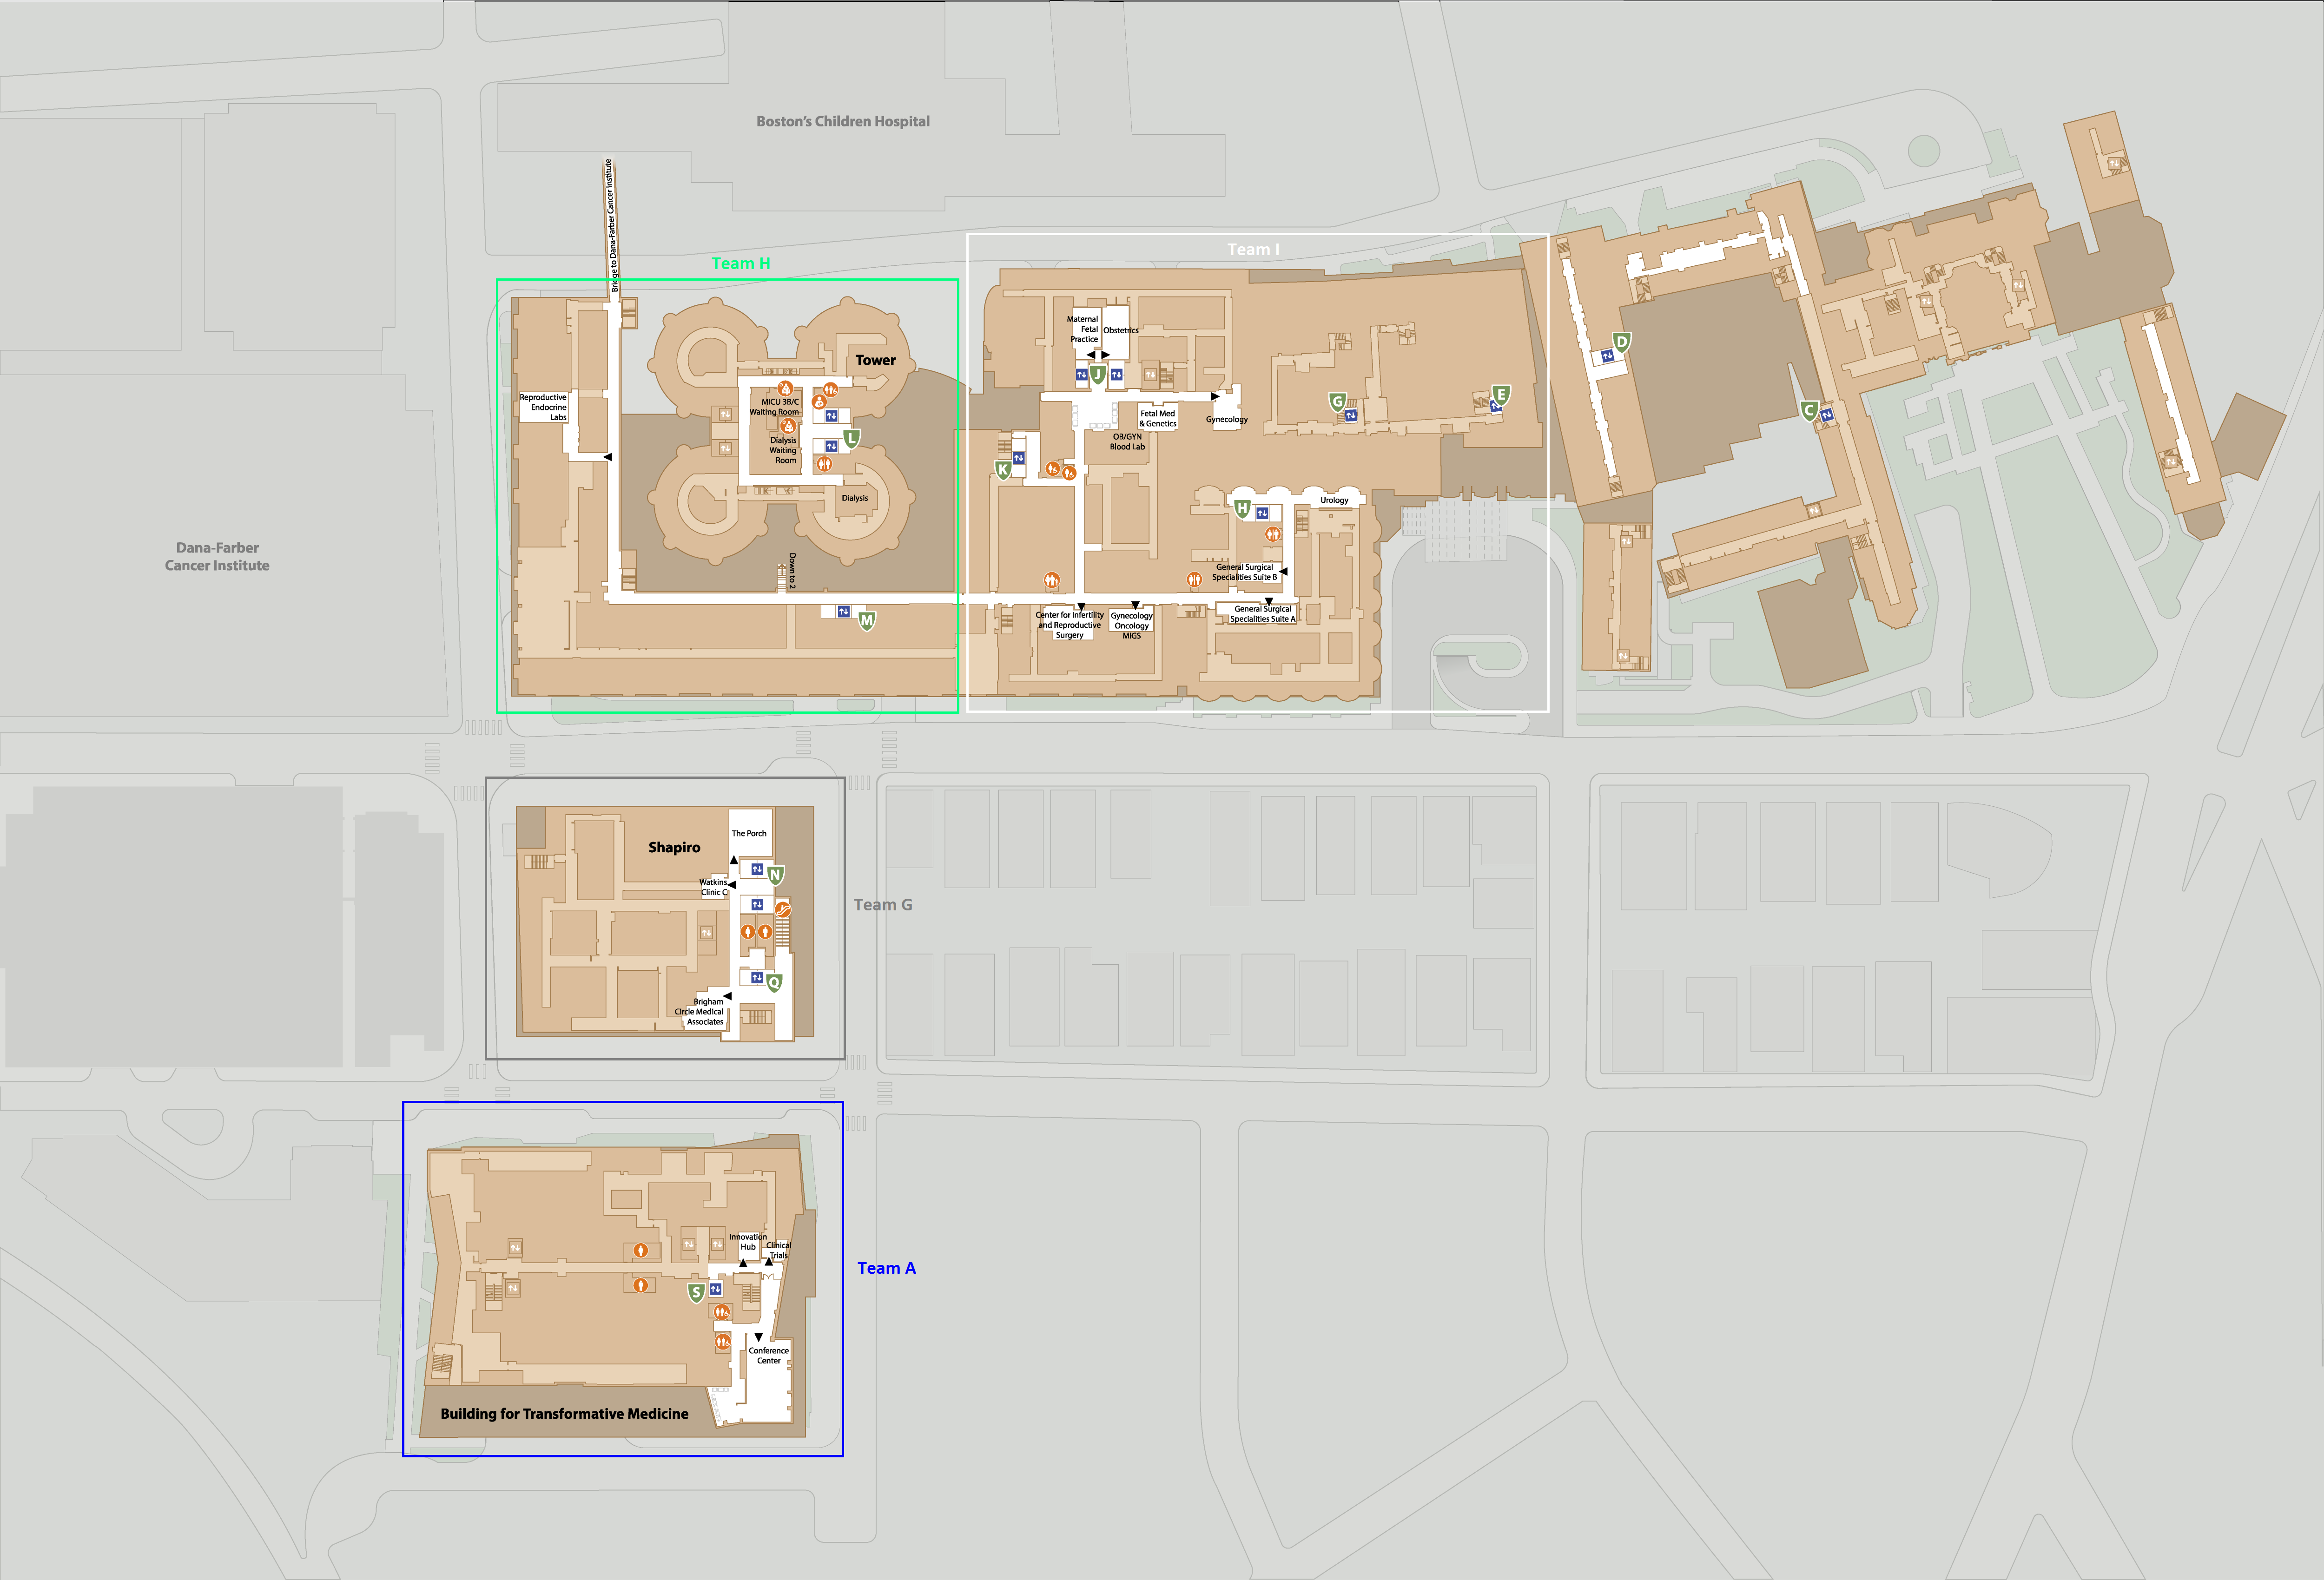 Boston's Children Hospital
Bridge to Dana-Farber Cancer Institute
Team H
Team I
Tower
Maternal
Fetal
Practice
Obstetrics
J
D
C
G
E
Reproductive
Endocrine
Labs
MICU 3B/C
Waiting Room
Dialysis
Waiting
Room
L
Dialysis
Fetal Med
& Genetics
Gynecology
OB/GYN
Blood Lab
K
H
Urology
Dana-Farber
Cancer Institute
Down to 2
M
General Surgical
Specialities Suite B
Center for Infertility
and Reproductive
Surgery
Gynecology
Oncology
MIGS
General Surgical
Specialities Suite A
The Porch
Shapiro
N
Watkins
Clinic C
Team G
Q
Brigham
Circle Medical
Associates
Innovation
Hub
Clinical
Trials
Team A
S
Conference
Center
Building for Transformative Medicine